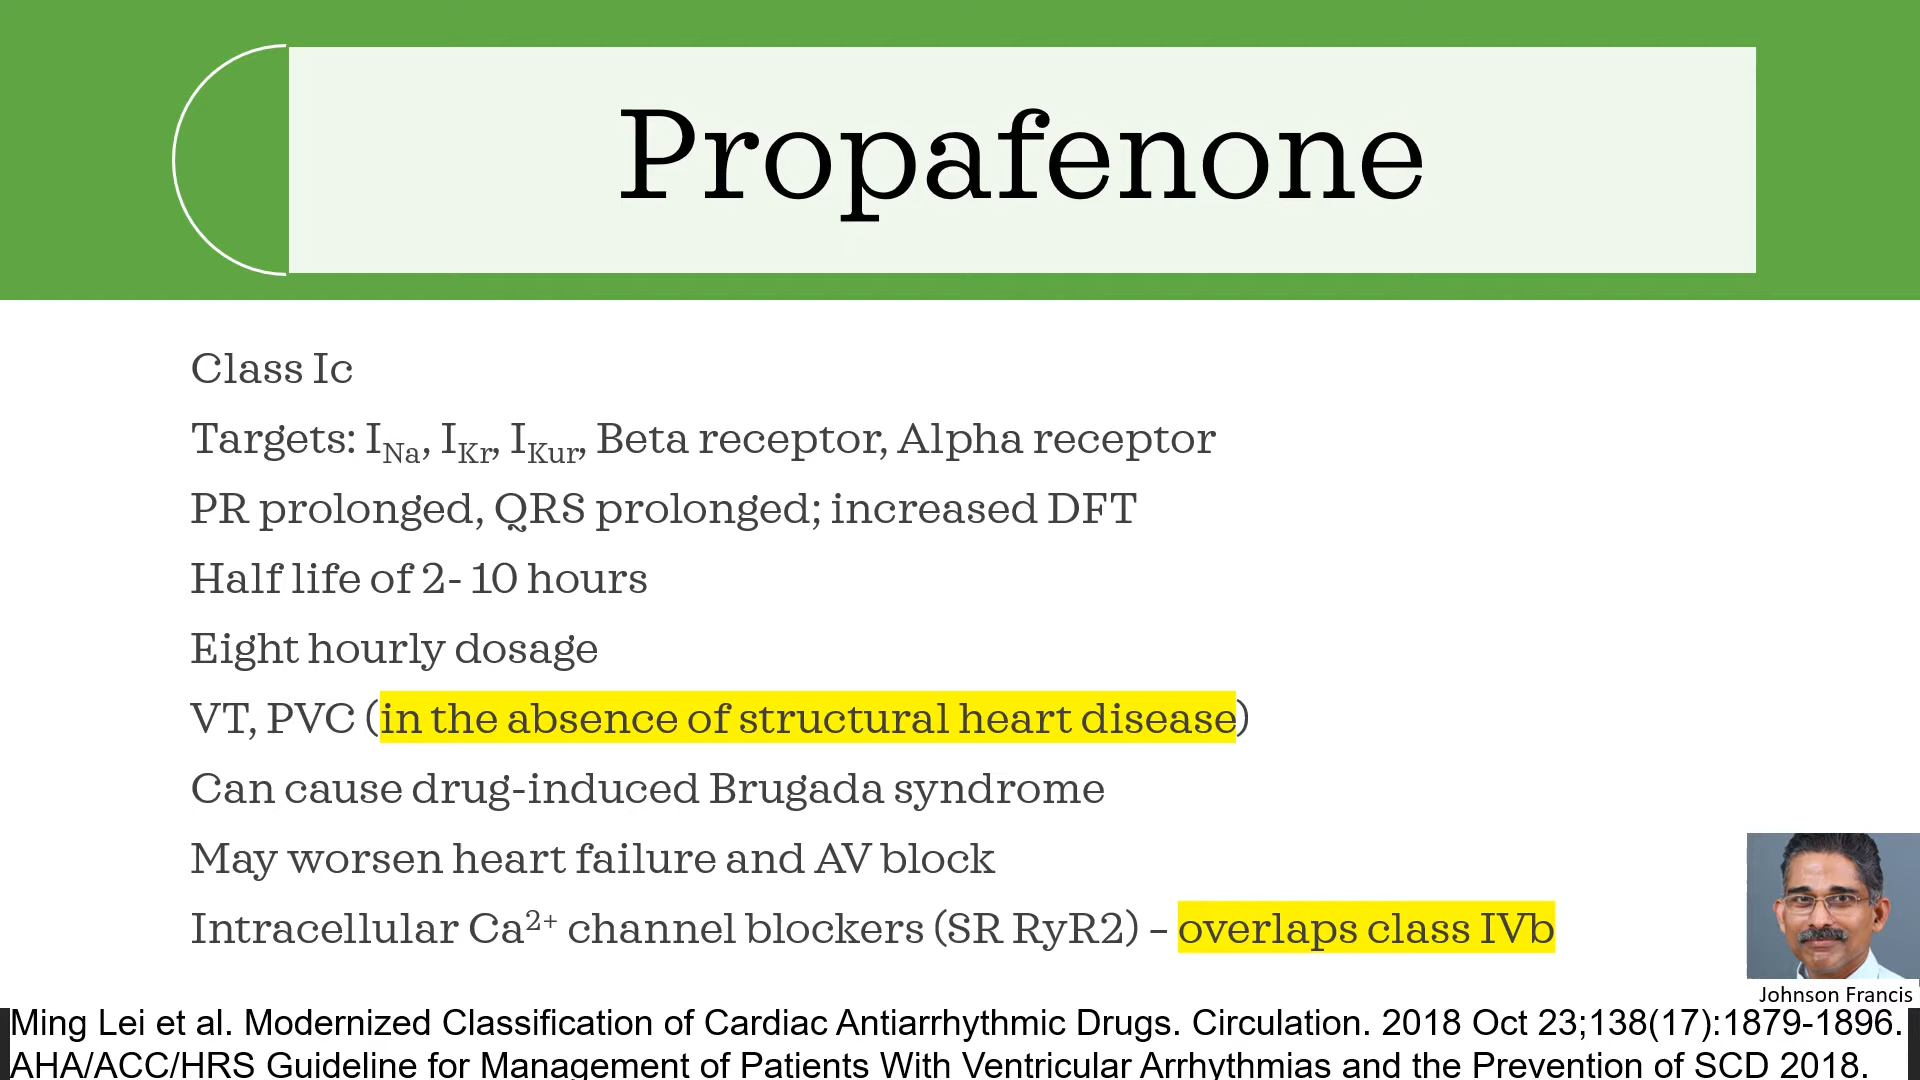 Propafenone
Class Ic
Targets: I_Na, I_Kr, I_Kur, Beta receptor, Alpha receptor
PR prolonged, QRS prolonged; increased DFT
Half life of 2- 10 hours
Eight hourly dosage
VT, PVC (in the absence of structural heart disease)
Can cause drug-induced Brugada syndrome
May worsen heart failure and AV block
Intracellular Ca²⁺ channel blockers (SR RyR2) – overlaps class IVb
Johnson Francis
Ming Lei et al. Modernized Classification of Cardiac Antiarrhythmic Drugs. Circulation. 2018 Oct 23;138(17):1879-1896.
AHA/ACC/HRS Guideline for Management of Patients With Ventricular Arrhythmias and the Prevention of SCD 2018.